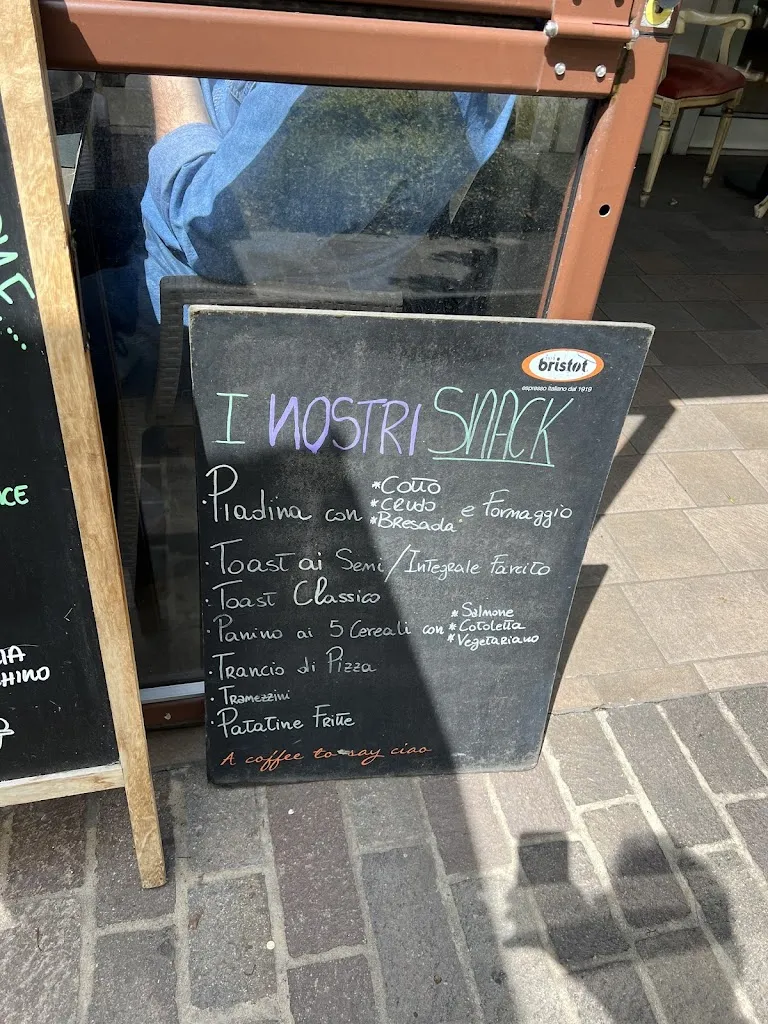 bristot
espresso italiano dal 1919
I NOSTRI SNACK
· Piadina con *Cotto *Crudo *Bresaola e Formaggio
· Toast ai Semi/Integrale Farcito
· Toast Classico
· Panino ai 5 Cereali con *Salmone *Cotoletta *Vegetariano
· Trancio di Pizza
· Tramezzini
· Patatine Fritte
A coffee to say ciao